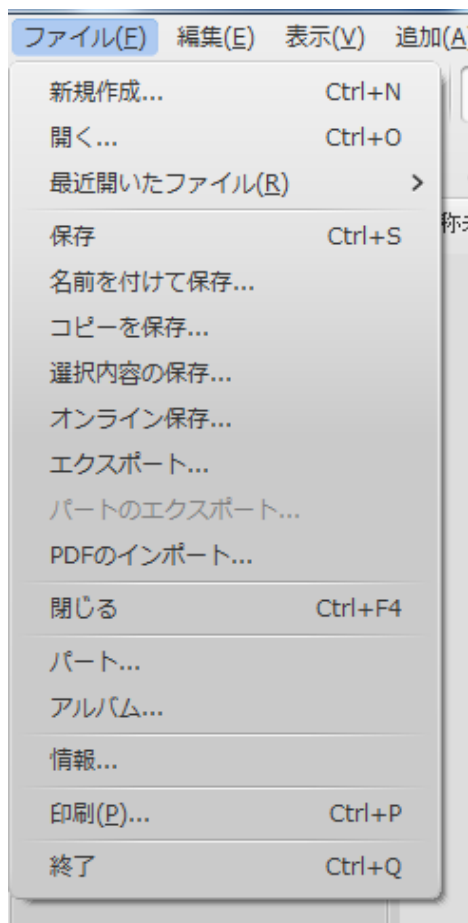 ファイル(F) 編集(E) 表示(V) 追加(A)
新規作成... Ctrl+N
開く... Ctrl+O
最近開いたファイル(R) >
保存 Ctrl+S
名前を付けて保存...
コピーを保存...
選択内容の保存...
オンライン保存...
エクスポート...
パートのエクスポート...
PDFのインポート...
閉じる Ctrl+F4
パート...
アルバム...
情報...
印刷(P)... Ctrl+P
終了 Ctrl+Q